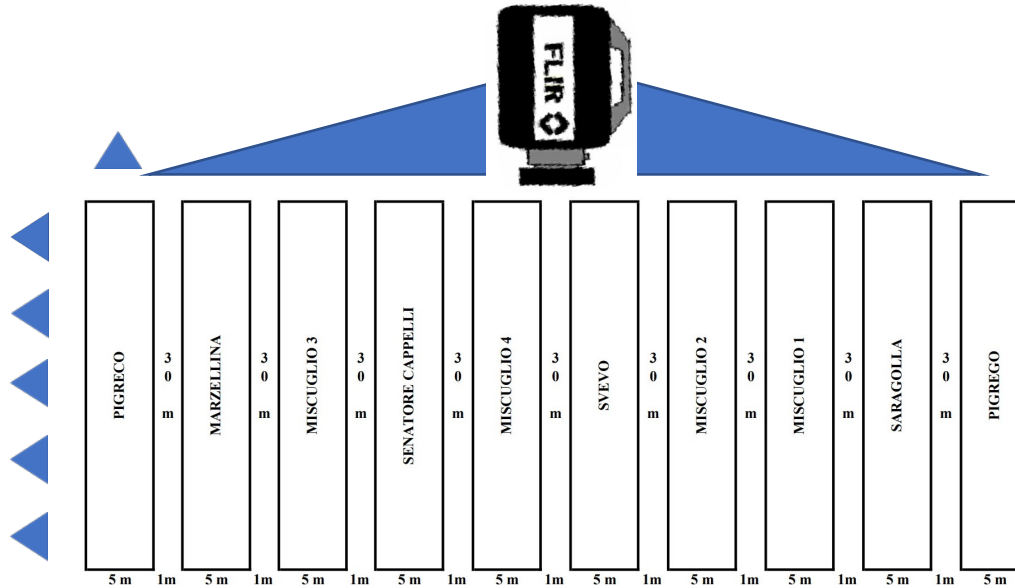 FLIR
PIGRECO
30 m
MARZELLINA
30 m
MISCUGLIO 3
30 m
SENATORE CAPPELLI
30 m
MISCUGLIO 4
30 m
SVEVO
30 m
MISCUGLIO 2
30 m
MISCUGLIO 1
30 m
SARAGOLLA
30 m
PIGREGO
5 m 1m 5 m 1m 5 m 1m 5 m 1m 5 m 1m 5 m 1m 5 m 1m 5 m 1m 5 m 1m 5 m